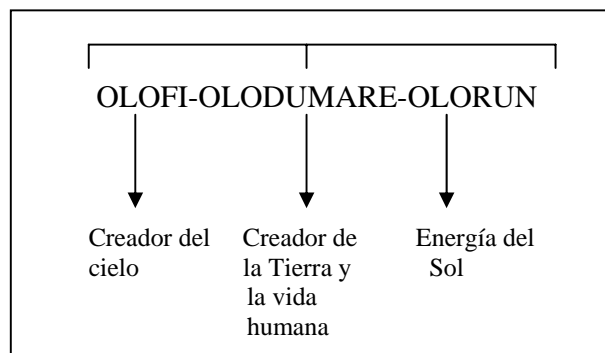 OLOFI-OLODUMARE-OLORUN
Creador del
cielo
Creador de
la Tierra y
la vida
humana
Energía del
Sol